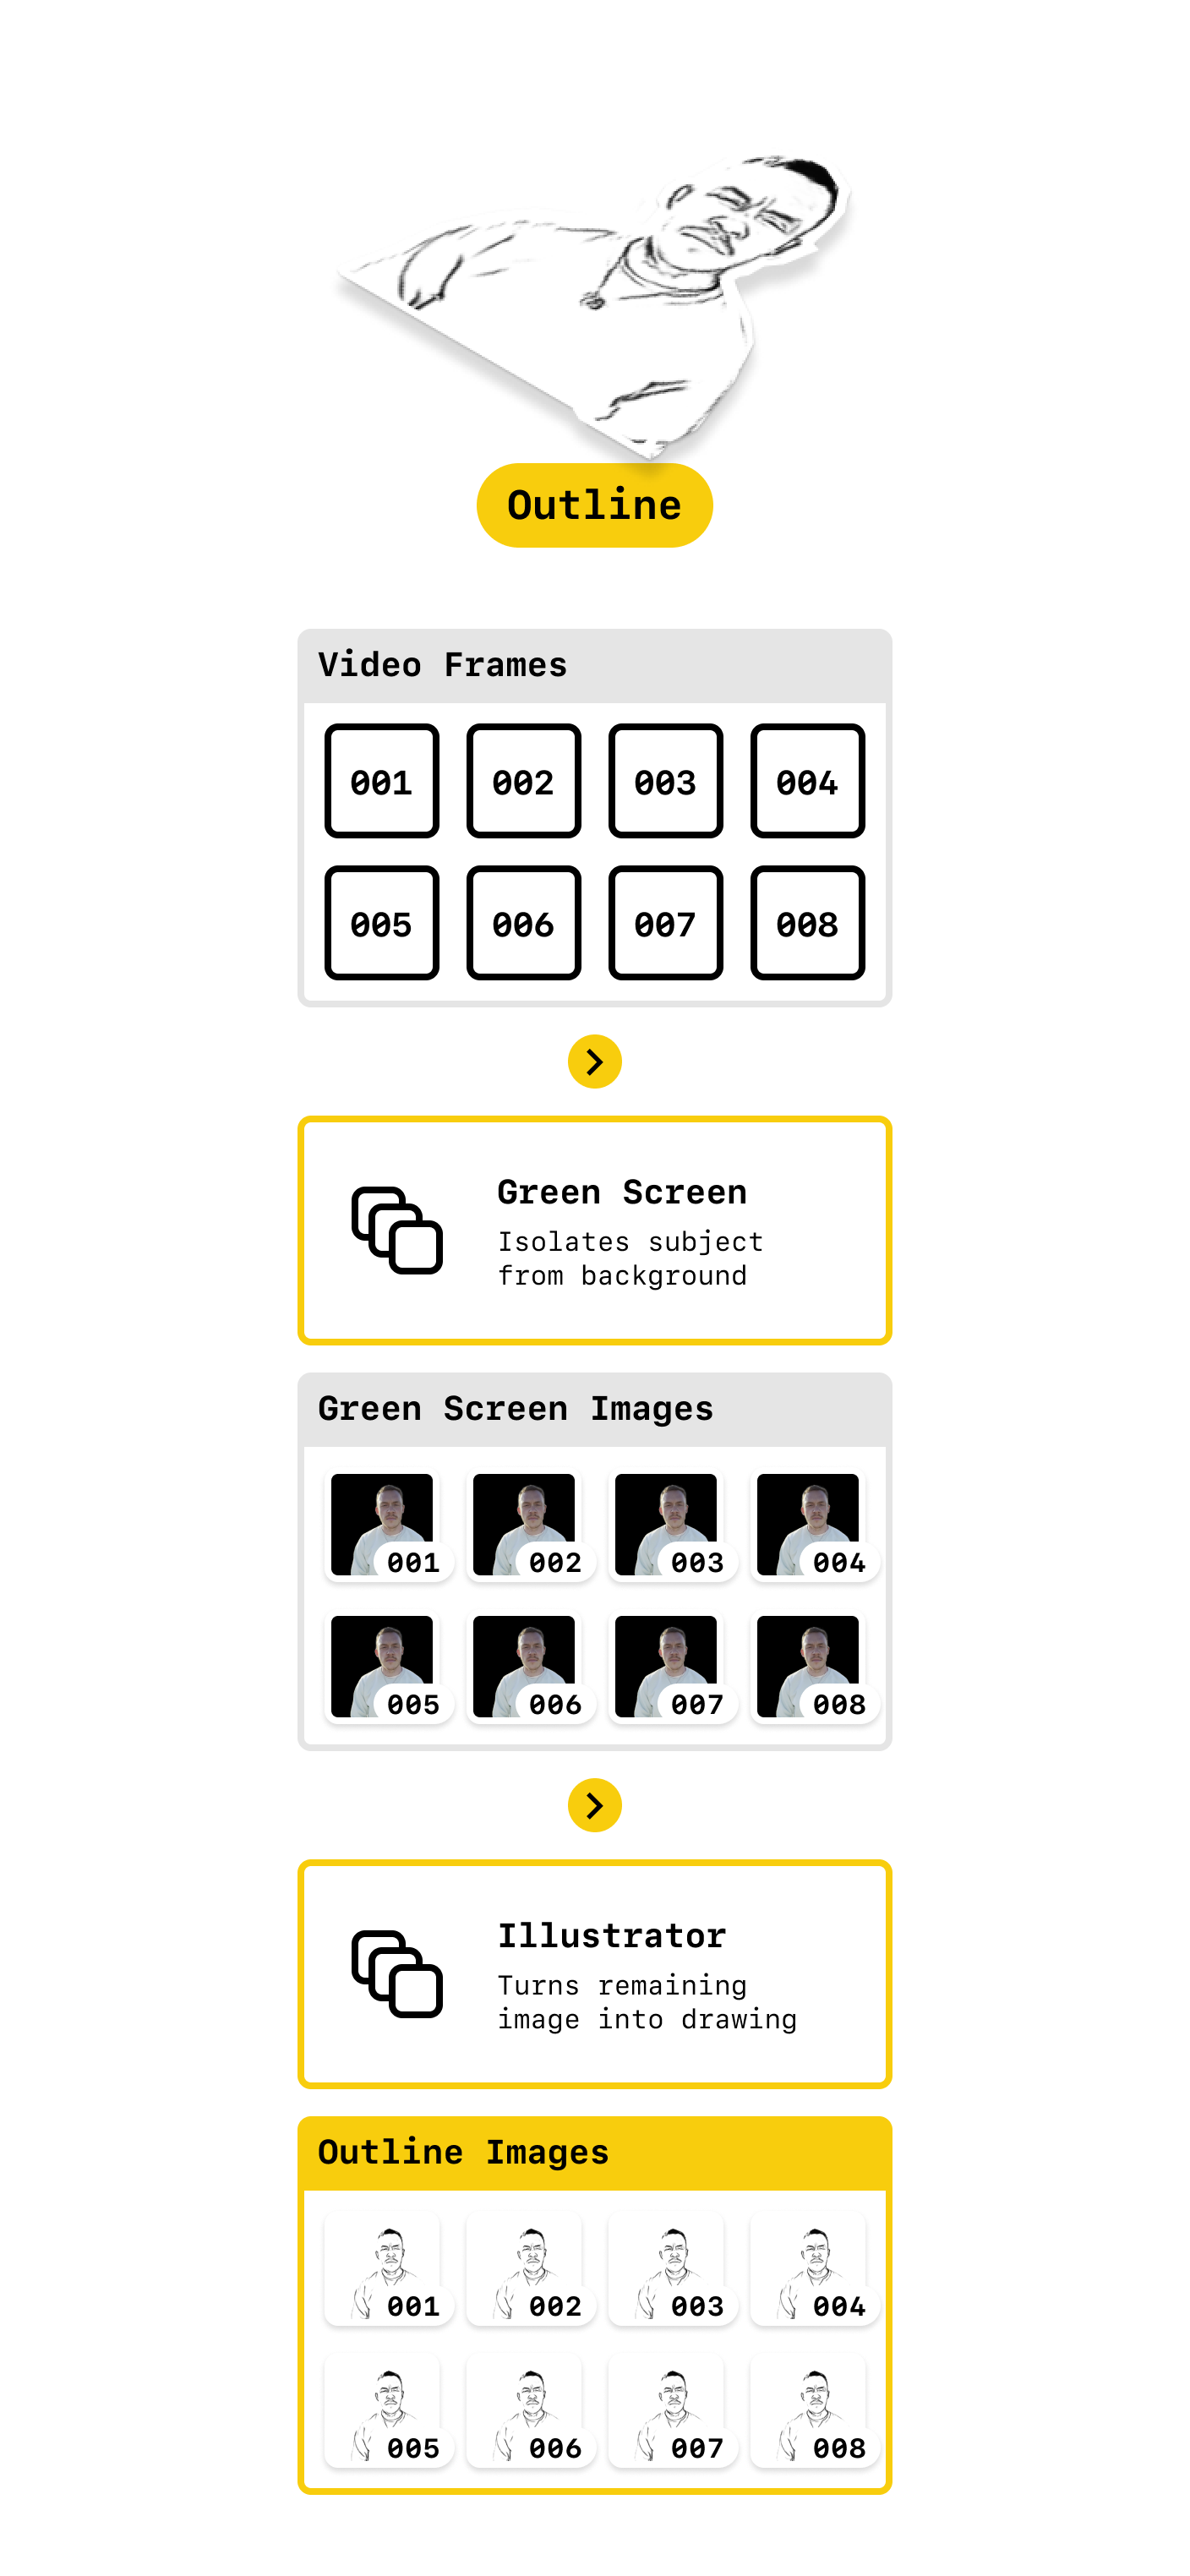 Outline
Video Frames
001 002 003 004
005 006 007 008
Green Screen
Isolates subject
from background
Green Screen Images
001 002 003 004
005 006 007 008
Illustrator
Turns remaining
image into drawing
Outline Images
001 002 003 004
005 006 007 008